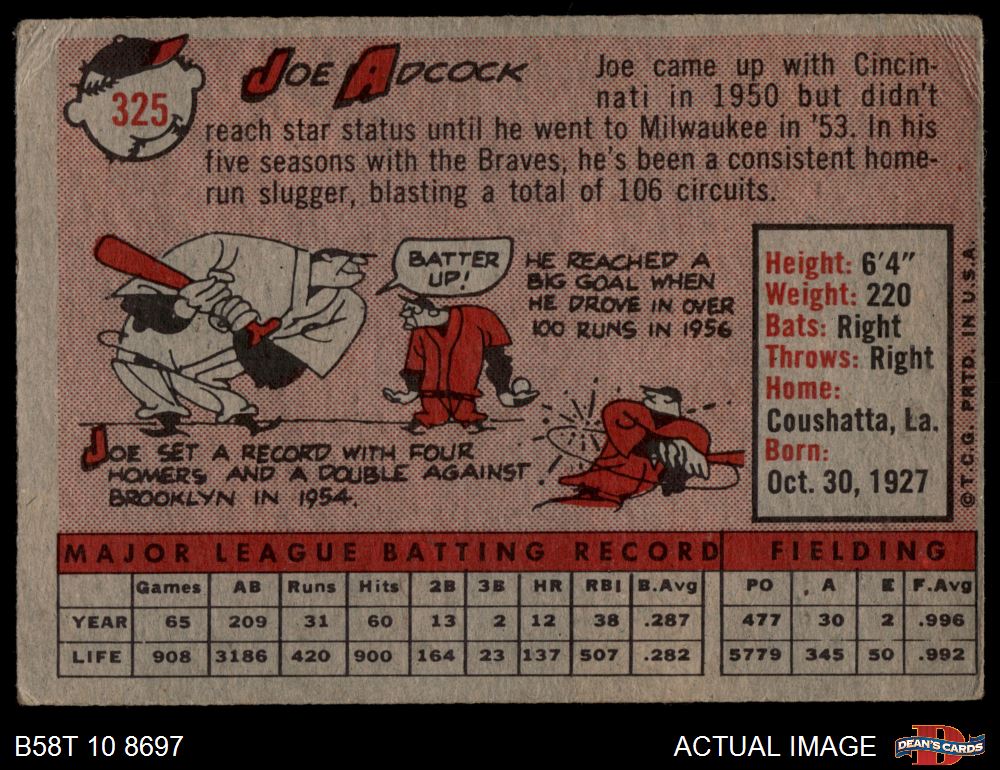 325
JOE ADCOCK
Joe came up with Cincin-
nati in 1950 but didn't
reach star status until he went to Milwaukee in '53. In his
five seasons with the Braves, he's been a consistent home-
run slugger, blasting a total of 106 circuits.
BATTER
UP!
HE REACHED A
BIG GOAL WHEN
HE DROVE IN OVER
100 RUNS IN 1956
JOE SET A RECORD WITH FOUR
HOMERS AND A DOUBLE AGAINST
BROOKLYN IN 1954.
Height: 6'4"
Weight: 220
Bats: Right
Throws: Right
Home:
Coushatta, La.
Born:
Oct. 30, 1927
© T.C.G. PRTD. IN U.S.A
MAJOR LEAGUE BATTING RECORD FIELDING
Games AB Runs Hits 2B 3B HR RBI B.Avg PO A E F.Avg
YEAR 65 209 31 60 13 2 12 38 .287 477 30 2 .996
LIFE 908 3186 420 900 164 23 137 507 .282 5779 345 50 .992
B58T 10 8697
ACTUAL IMAGE
D
DEAN'S CARDS